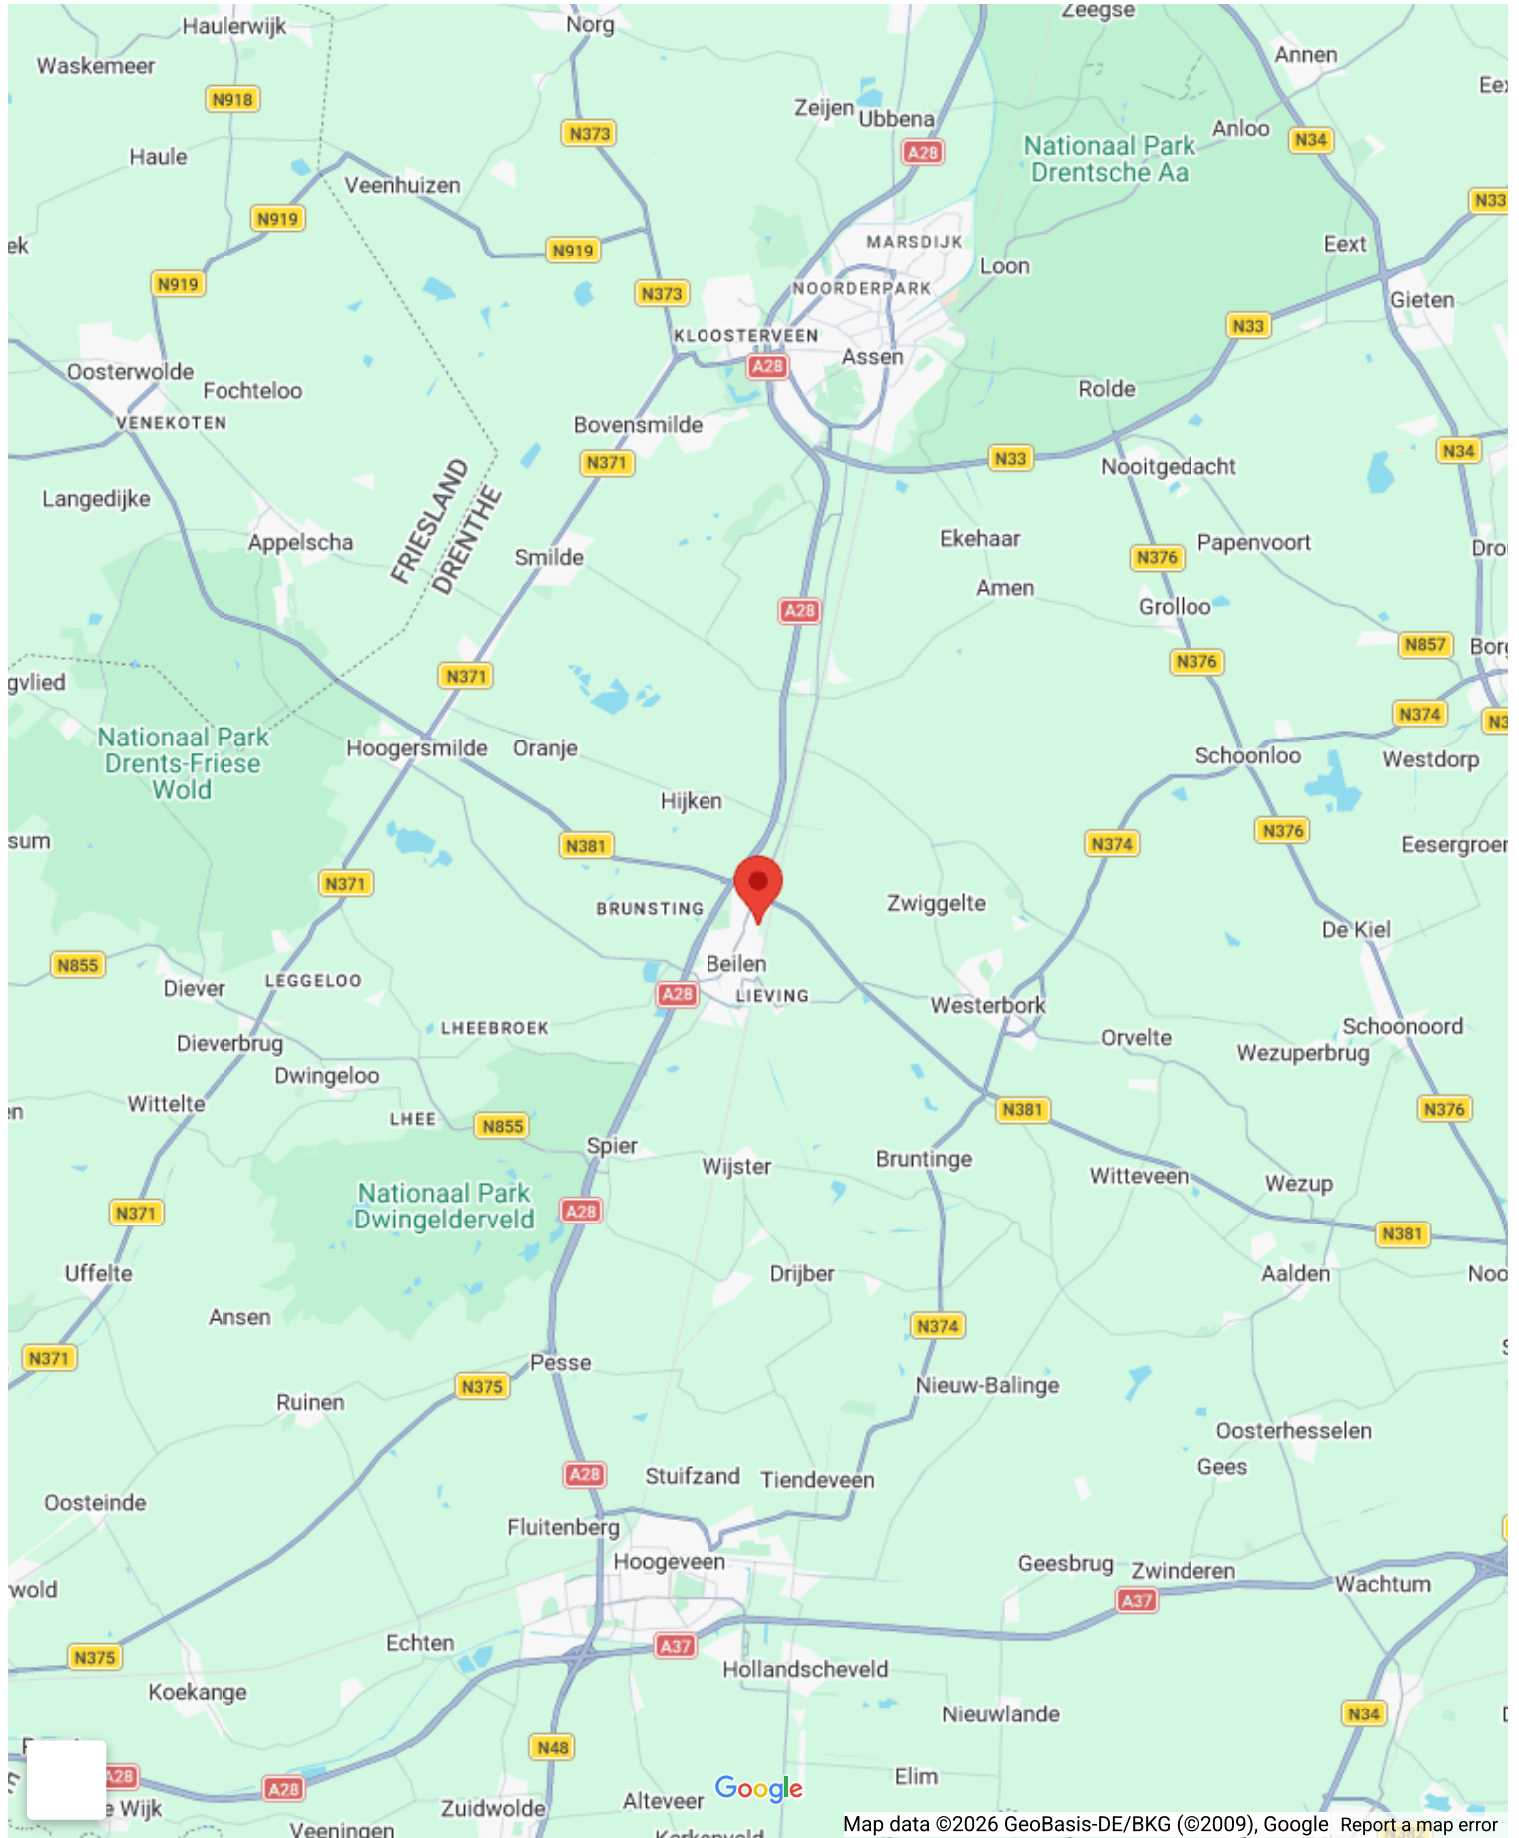 Haulerwijk
Norg
Zeegse
Waskemeer
Annen
N918
Zeijen
Ubbena
N373
Anloo
N34
Nationaal Park
Drentsche Aa
A28
Haule
Veenhuizen
N33
N919
MARSDIJK
Eext
N919
Loon
N919
NOORDERPARK
N373
Gieten
KLOOSTERVEEN
N33
Assen
A28
Oosterwolde
Fochteloo
Rolde
VENEKOTEN
Bovensmilde
N371
N33
N34
Nooitgedacht
Langedijke
FRIESLAND
DRENTHE
Appelscha
Smilde
Ekehaar
N376
Papenvoort
Amen
Grolloo
A28
N857
N371
N376
N374
Nationaal Park
Drents-Friese
Wold
Hoogersmilde
Oranje
Schoonloo
Westdorp
Hijken
N381
N374
N376
N371
BRUNSTING
Zwiggelte
De Kiel
N855
Diever
LEGGELOO
Beilen
A28
LIEVING
Westerbork
LHEEBROEK
Schoonoord
Orvelte
Wezuperbrug
Dieverbrug
Dwingeloo
Wittelte
LHEE
N855
N381
N376
Spier
Wijster
Bruntinge
Witteveen
Wezup
Nationaal Park
Dwingelderveld
N371
A28
N381
Uffelte
Drijber
Aalden
Ansen
N374
N371
Pesse
N375
Nieuw-Balinge
Ruinen
Oosterhesselen
A28
Stuifzand
Tiendeveen
Gees
Oosteinde
Fluitenberg
Hoogeveen
Geesbrug
Zwinderen
Wachtum
A37
Echten
A37
N375
Hollandscheveld
Koekange
Nieuwlande
N34
N48
A28
A28
Elim
Google
e Wijk
Zuidwolde
Alteveer
Veeningen
Map data ©2026 GeoBasis-DE/BKG (©2009), Google
Report a map error